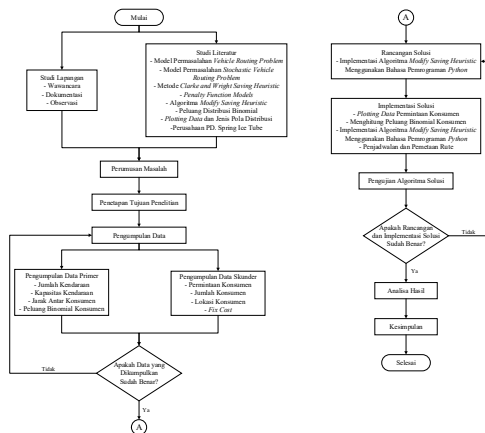 Mulai
Studi Lapangan
- Wawancara
- Dokumentasi
- Observasi
Studi Literatur
- Model Permasalahan Vehicle Routing Problem
- Model Permasalahan Stochastic Vehicle
Routing Problem
- Metode Clarke and Wright Saving Heuristic
- Penalty Function Models
- Algoritma Modify Saving Heuristic
- Peluang Distribusi Binomial
- Plotting Data dan Jenis Pola Distribusi
-Perusahaan PD. Spring Ice Tube
Perumusan Masalah
Penetapan Tujuan Penelitian
Pengumpulan Data
Pengumpulan Data Primer
- Jumlah Kendaraan
- Kapasitas Kendaraan
- Jarak Antar Konsumen
- Peluang Binomial Konsumen
Pengumpulan Data Skunder
- Permintaan Konsumen
- Jumlah Konsumen
- Lokasi Konsumen
- Fix Cost
Apakah Data yang
Dikumpulkan
Sudah Benar?
Tidak
Ya
A
A
Rancangan Solusi
- Implementasi Algoritma Modify Saving Heuristic
Menggunakan Bahasa Pemrograman Python
Implementasi Solusi
- Plotting Data Permintaan Konsumen
- Menghitung Peluang Binomial Konsumen
- Implementasi Algoritma Modify Saving Heuristic
Menggunakan Bahasa Pemrograman Python
- Penjadwalan dan Pemetaan Rute
Pengujian Algoritma Solusi
Apakah Rancangan
dan Implementasi Solusi
Sudah Benar?
Tidak
Ya
Analisa Hasil
Kesimpulan
Selesai